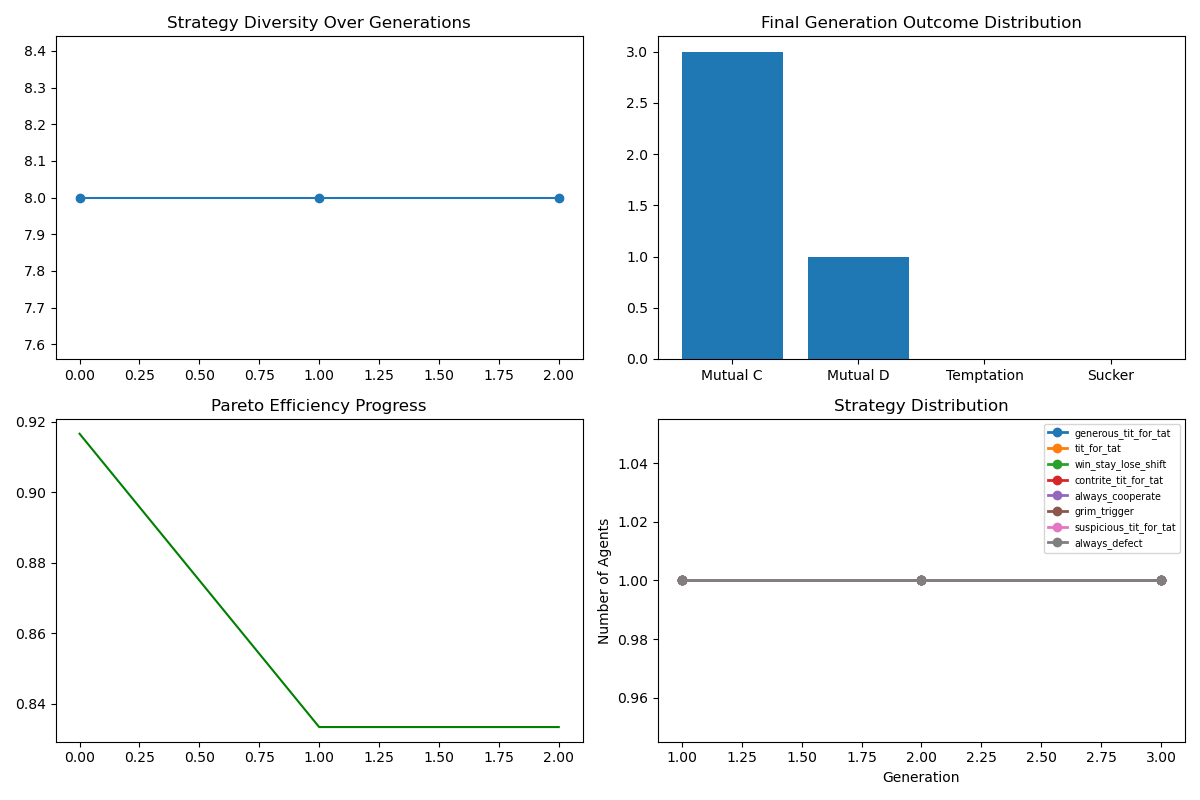 Strategy Diversity Over Generations
8.4
8.3
8.2
8.1
8.0
7.9
7.8
7.7
7.6
0.00 0.25 0.50 0.75 1.00 1.25 1.50 1.75 2.00
Final Generation Outcome Distribution
3.0
2.5
2.0
1.5
1.0
0.5
0.0
Mutual C Mutual D Temptation Sucker
Pareto Efficiency Progress
0.92
0.90
0.88
0.86
0.84
0.00 0.25 0.50 0.75 1.00 1.25 1.50 1.75 2.00
Strategy Distribution
Number of Agents
1.04
1.02
1.00
0.98
0.96
generous_tit_for_tat
tit_for_tat
win_stay_lose_shift
contrite_tit_for_tat
always_cooperate
grim_trigger
suspicious_tit_for_tat
always_defect
1.00 1.25 1.50 1.75 2.00 2.25 2.50 2.75 3.00
Generation